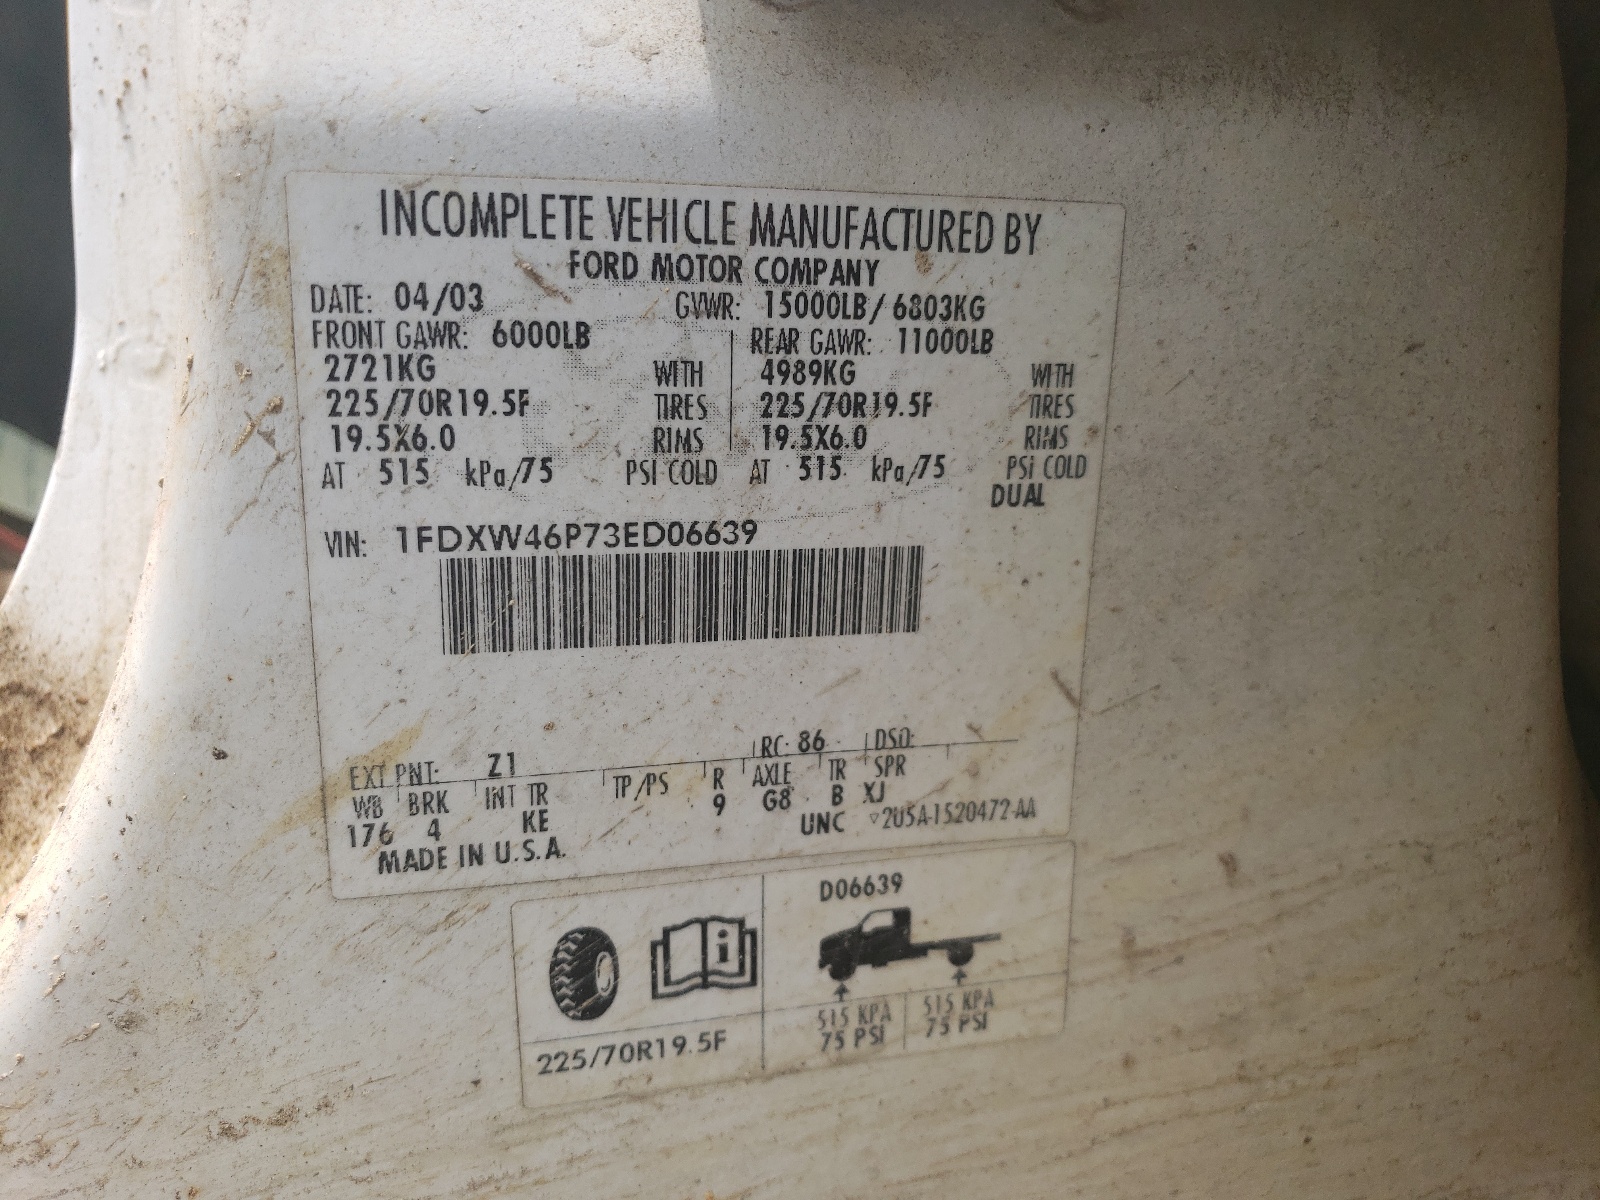 INCOMPLETE VEHICLE MANUFACTURED BY
FORD MOTOR COMPANY
DATE: 04/03 GVWR: 15000LB/ 6803KG
FRONT GAWR: 6000LB REAR GAWR: 11000LB
2721KG WITH 4989KG WITH
225/70R19.5F TIRES 225/70R19.5F TIRES
19.5X6.0 RIMS 19.5X6.0 RIMS
AT 515 kPa/75 PSI COLD AT 515 kPa/75 PSI COLD
DUAL
VIN: 1FDXW46P73ED06639
RC: 86 DSO:
EXT PNT: Z1
WB BRK INT TR TP/PS R AXLE TR SPR
176 4 KE 9 G8 B XJ
UNC ▽2U5A-1520472-AA
MADE IN U.S.A.
D06639
i
515 KPA 515 KPA
75 PSI 75 PSI
225/70R19.5F